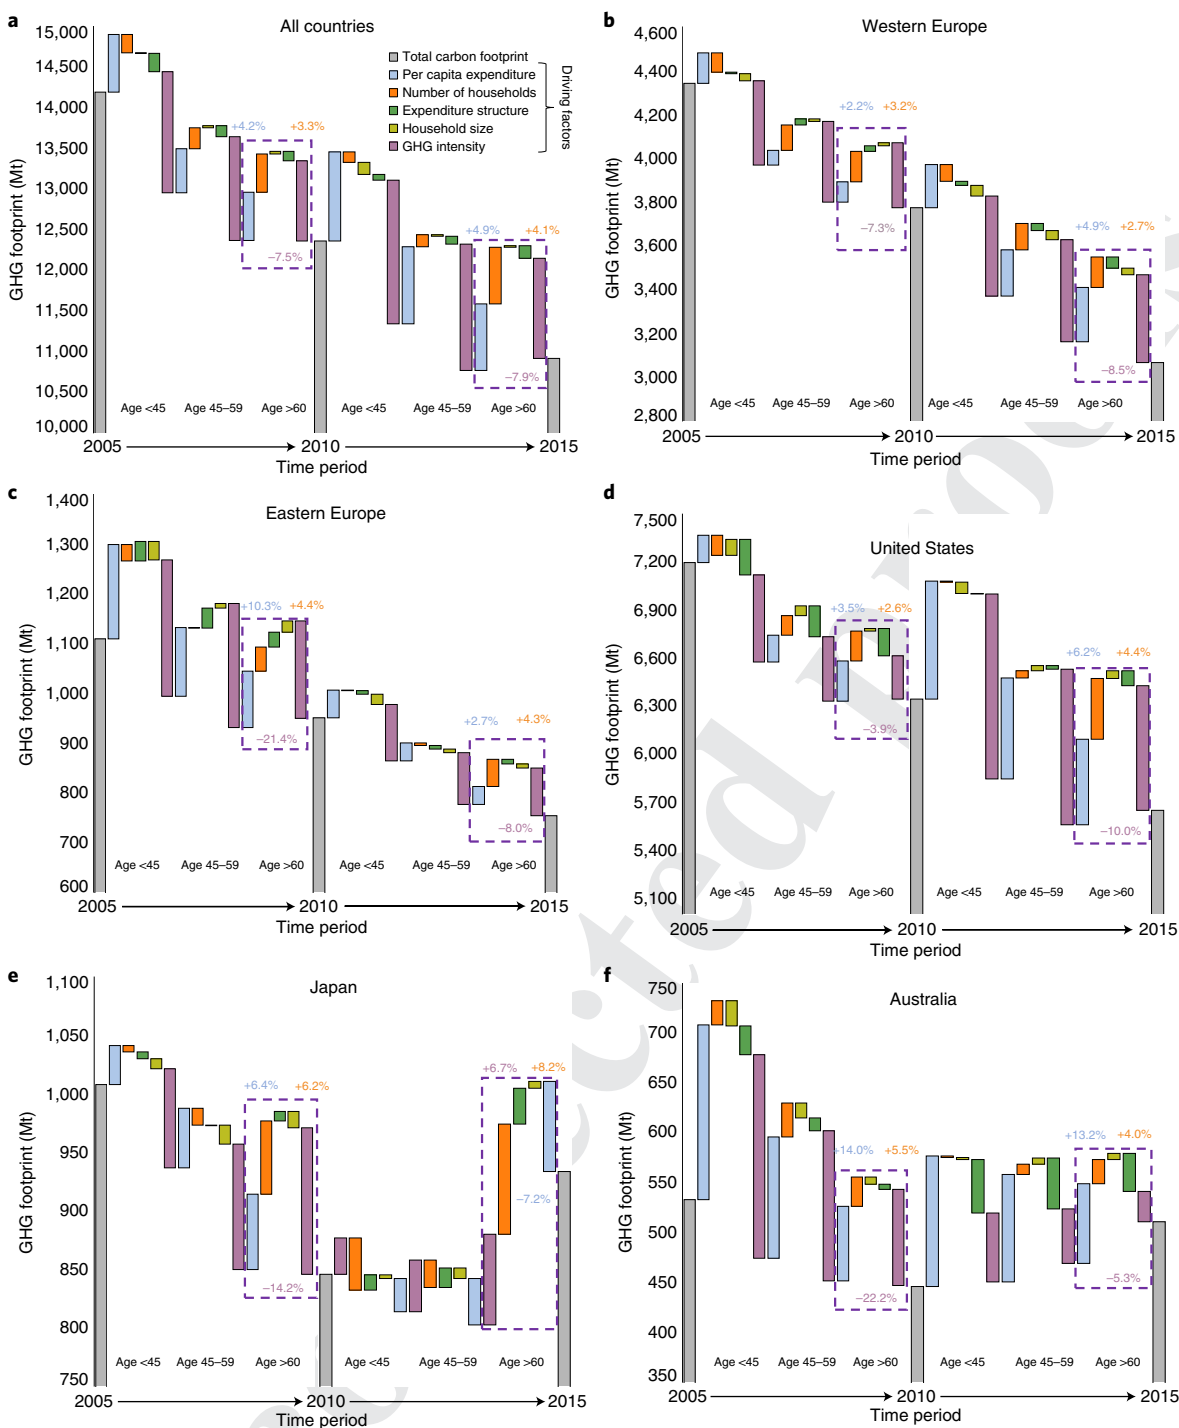 a
All countries
15,000
14,500
14,000
13,500
13,000
12,500
12,000
11,500
11,000
10,500
10,000
GHG footprint (Mt)
Total carbon footprint
Per capita expenditure
Number of households
Expenditure structure
Household size
GHG intensity
Driving factors
+4.2%
+3.3%
–7.5%
+4.9%
+4.1%
–7.9%
Age <45
Age 45–59
Age >60
Age <45
Age 45–59
Age >60
2005
2010
2015
Time period
b
Western Europe
4,600
4,400
4,200
4,000
3,800
3,600
3,400
3,200
3,000
2,800
GHG footprint (Mt)
+2.2%
+3.2%
–7.3%
+4.9%
+2.7%
–8.5%
Age <45
Age 45–59
Age >60
Age <45
Age 45–59
Age >60
2005
2010
2015
Time period
c
Eastern Europe
1,400
1,300
1,200
1,100
1,000
900
800
700
600
GHG footprint (Mt)
+10.3%
+4.4%
–21.4%
+2.7%
+4.3%
–8.0%
Age <45
Age 45–59
Age >60
Age <45
Age 45–59
Age >60
2005
2010
2015
Time period
d
United States
7,500
7,200
6,900
6,600
6,300
6,000
5,700
5,400
5,100
GHG footprint (Mt)
+3.5%
+2.6%
–3.9%
+6.2%
+4.4%
–10.0%
Age <45
Age 45–59
Age >60
Age <45
Age 45–59
Age >60
2005
2010
2015
Time period
e
Japan
1,100
1,050
1,000
950
900
850
800
750
GHG footprint (Mt)
+6.4%
+6.2%
–14.2%
+6.7%
+8.2%
–7.2%
Age <45
Age 45–59
Age >60
Age <45
Age 45–59
Age >60
2005
2010
2015
Time period
f
Australia
750
700
650
600
550
500
450
400
350
GHG footprint (Mt)
+14.0%
+5.5%
–22.2%
+13.2%
+4.0%
–5.3%
Age <45
Age 45–59
Age >60
Age <45
Age 45–59
Age >60
2005
2010
2015
Time period